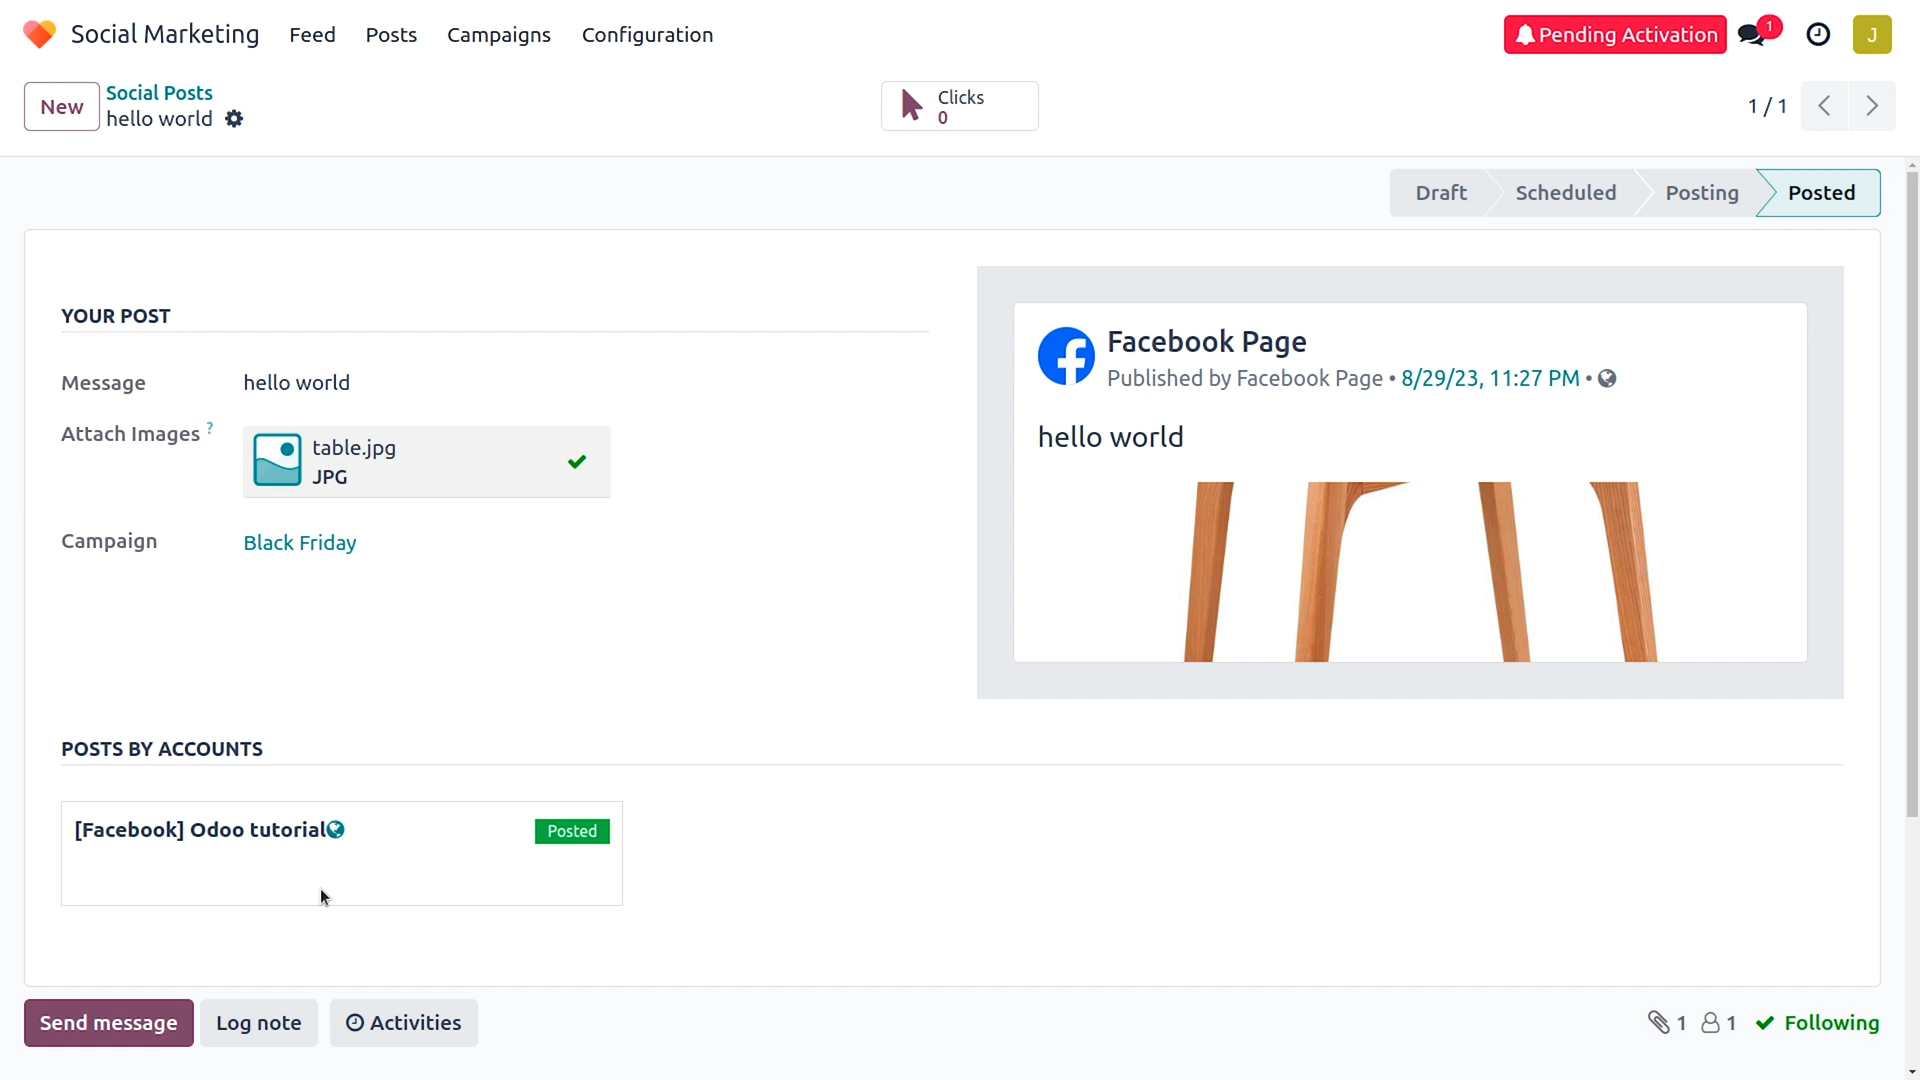 Social Marketing Feed Posts Campaigns Configuration
Pending Activation 1 J
New
Social Posts
hello world
Clicks
0
1 / 1
Draft Scheduled Posting Posted
YOUR POST
Message hello world
Attach Images ?
table.jpg
JPG
Campaign Black Friday
Facebook Page
Published by Facebook Page • 8/29/23, 11:27 PM •
hello world
POSTS BY ACCOUNTS
[Facebook] Odoo tutorial Posted
Send message Log note Activities 1 1 Following